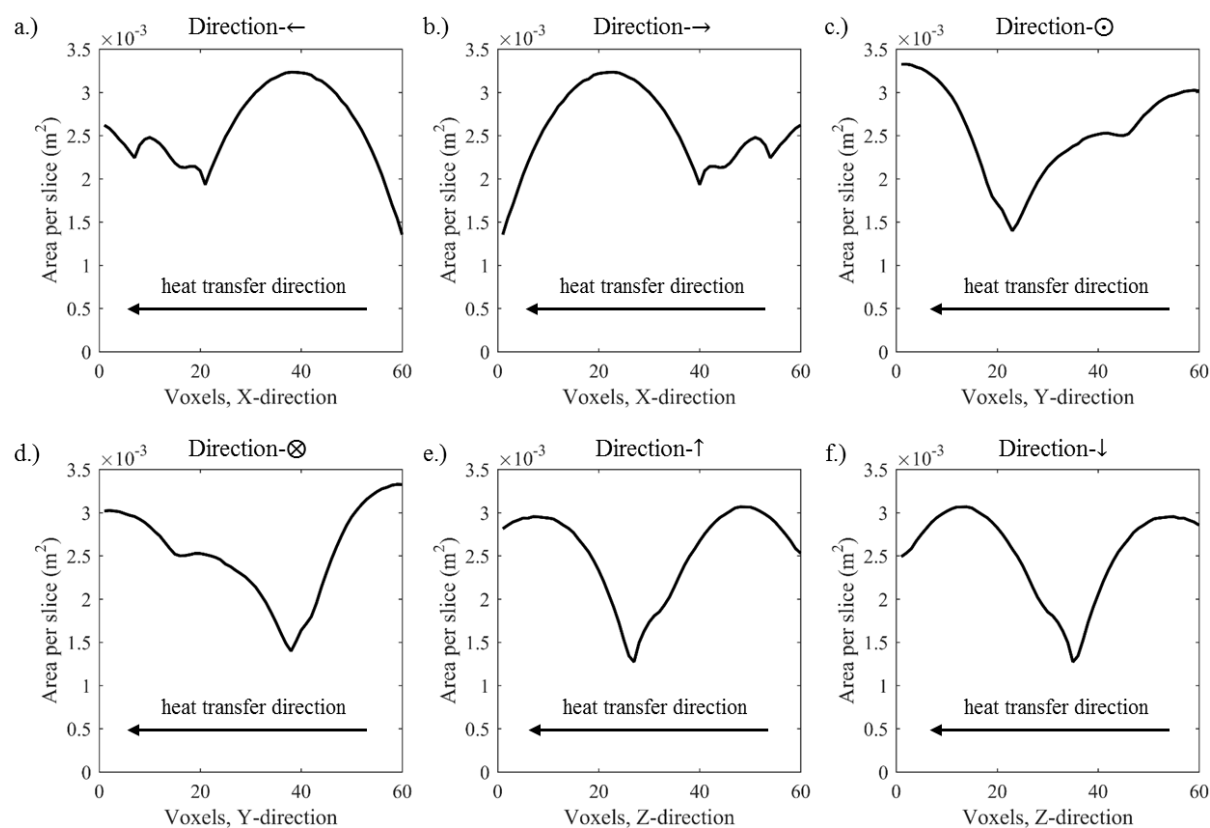 a.) Direction-←
×10⁻³
3.5
3
2.5
2
1.5
1
0.5
0
Area per slice (m²)
heat transfer direction
0 20 40 60
Voxels, X-direction
b.) Direction-→
×10⁻³
3.5
3
2.5
2
1.5
1
0.5
0
Area per slice (m²)
heat transfer direction
0 20 40 60
Voxels, X-direction
c.) Direction-⊙
×10⁻³
3.5
3
2.5
2
1.5
1
0.5
0
Area per slice (m²)
heat transfer direction
0 20 40 60
Voxels, Y-direction
d.) Direction-⊗
×10⁻³
3.5
3
2.5
2
1.5
1
0.5
0
Area per slice (m²)
heat transfer direction
0 20 40 60
Voxels, Y-direction
e.) Direction-↑
×10⁻³
3.5
3
2.5
2
1.5
1
0.5
0
Area per slice (m²)
heat transfer direction
0 20 40 60
Voxels, Z-direction
f.) Direction-↓
×10⁻³
3.5
3
2.5
2
1.5
1
0.5
0
Area per slice (m²)
heat transfer direction
0 20 40 60
Voxels, Z-direction